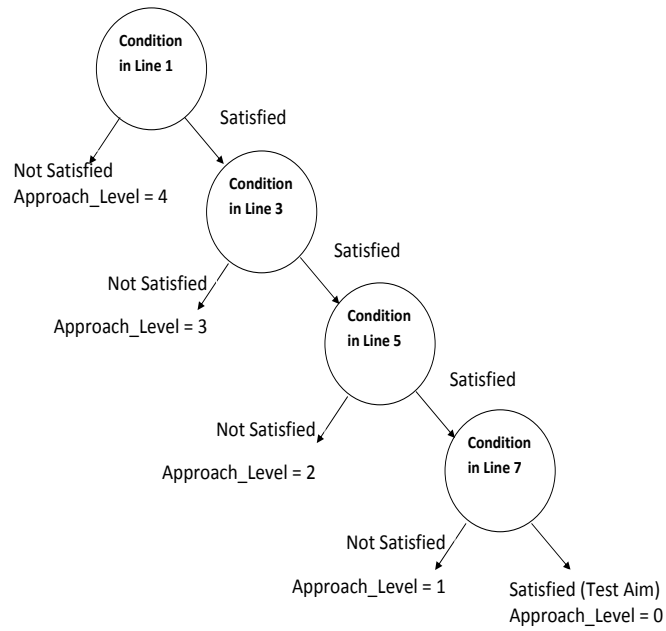 Condition
in Line 1
Satisfied
Not Satisfied
Approach_Level = 4
Condition
in Line 3
Satisfied
Not Satisfied
Approach_Level = 3
Condition
in Line 5
Satisfied
Not Satisfied
Approach_Level = 2
Condition
in Line 7
Not Satisfied
Approach_Level = 1
Satisfied (Test Aim)
Approach_Level = 0